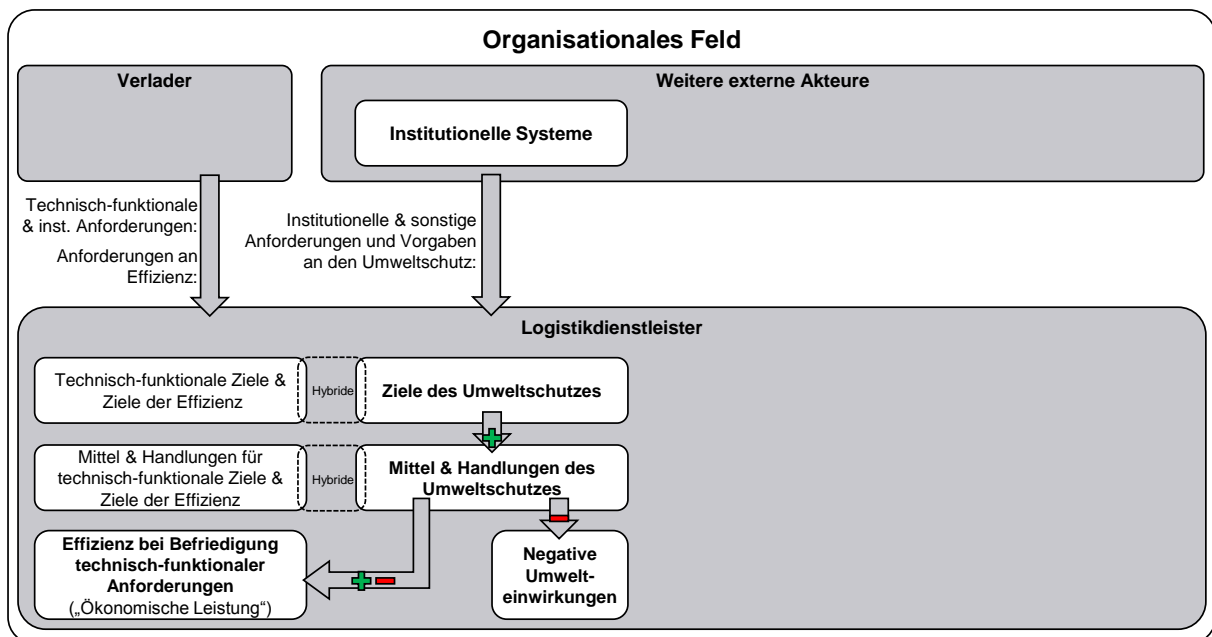 Organisationales Feld
Verlader
Weitere externe Akteure
Institutionelle Systeme
Technisch-funktionale
& inst. Anforderungen:
Anforderungen an
Effizienz:
Institutionelle & sonstige
Anforderungen und Vorgaben
an den Umweltschutz:
Logistikdienstleister
Technisch-funktionale Ziele &
Ziele der Effizienz
Hybride
Ziele des Umweltschutzes
Mittel & Handlungen für
technisch-funktionale Ziele &
Ziele der Effizienz
Hybride
Mittel & Handlungen des
Umweltschutzes
Effizienz bei Befriedigung
technisch-funktionaler
Anforderungen
(„Ökonomische Leistung“)
Negative
Umwelt-
einwirkungen